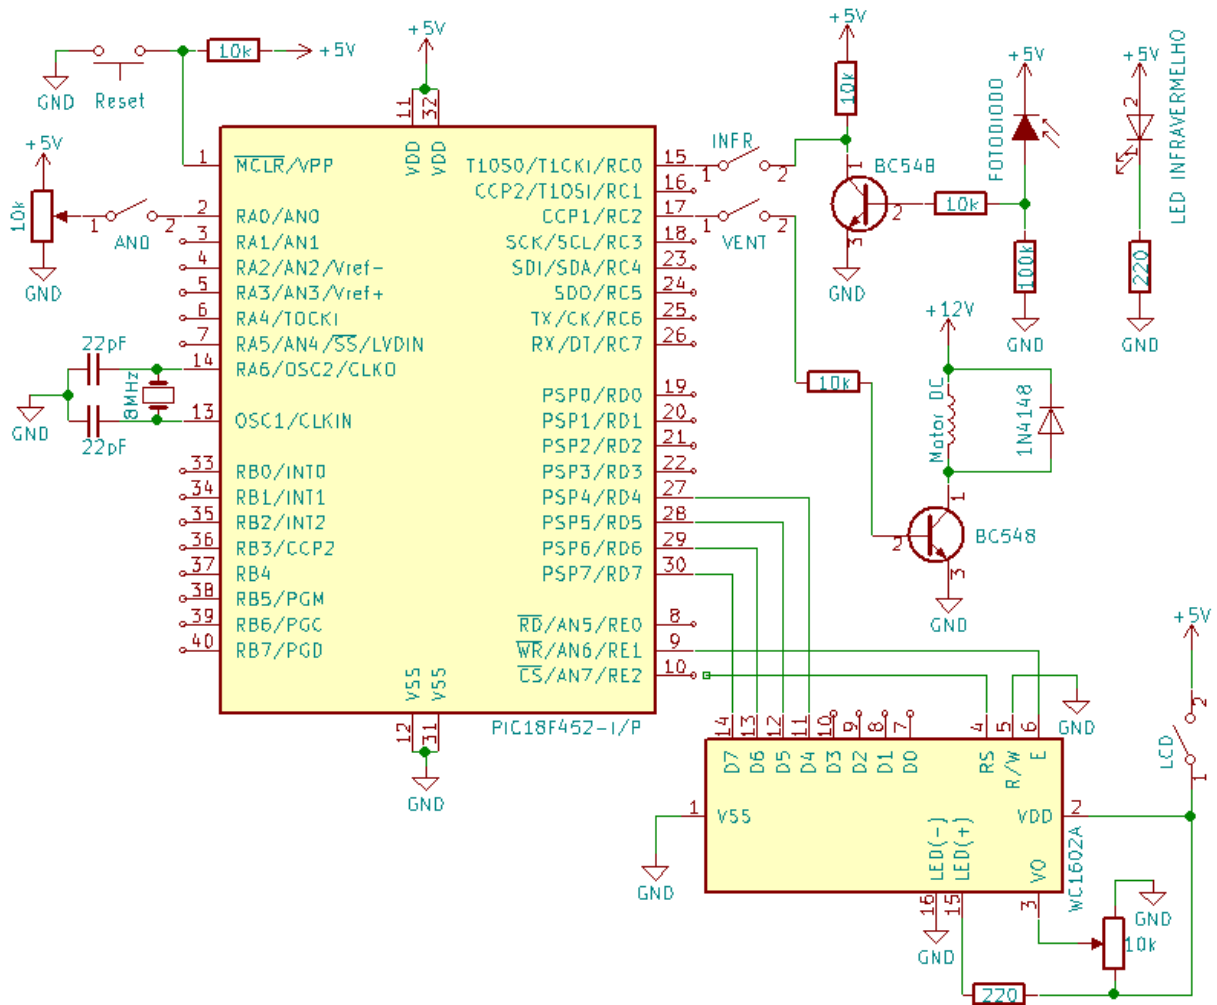 +5V
10k
+5V
GND
Reset
+5V
10k
1
2
AN0
GND
22pF
8MHz
22pF
GND
11
32
VDD
VDD
1
MCLR/VPP
2
RA0/AN0
3
RA1/AN1
4
RA2/AN2/Vref-
5
RA3/AN3/Vref+
6
RA4/TOCKI
7
RA5/AN4/SS/LVDIN
14
RA6/OSC2/CLKO
13
OSC1/CLKIN
33
RB0/INT0
34
RB1/INT1
35
RB2/INT2
36
RB3/CCP2
37
RB4
38
RB5/PGM
39
RB6/PGC
40
RB7/PGD
T1OSO/T1CKI/RC0
15
CCP2/T1OSI/RC1
16
CCP1/RC2
17
SCK/SCL/RC3
18
SDI/SDA/RC4
23
SDO/RC5
24
TX/CK/RC6
25
RX/DT/RC7
26
PSP0/RD0
19
PSP1/RD1
20
PSP2/RD2
21
PSP3/RD3
22
PSP4/RD4
27
PSP5/RD5
28
PSP6/RD6
29
PSP7/RD7
30
RD/AN5/RE0
8
WR/AN6/RE1
9
CS/AN7/RE2
10
VSS
VSS
12
31
PIC18F452-I/P
GND
INFR
1
2
VENT
1
2
+5V
10k
1
BC548
2
3
GND
10k
+5V
FOTODIODO
100k
GND
+5V
2
1
LED INFRAVERMELHO
220
GND
+12V
Motor DC
1N4148
10k
1
2
BC548
3
GND
+5V
2
LCD
1
14
13
12
11
10
9
8
7
4
5
6
GND
D7
D6
D5
D4
D3
D2
D1
D0
RS
R/W
E
1
VSS
VDD
2
GND
LED(-)
LED(+)
VO
WC1602A
16
15
3
GND
GND
10k
220